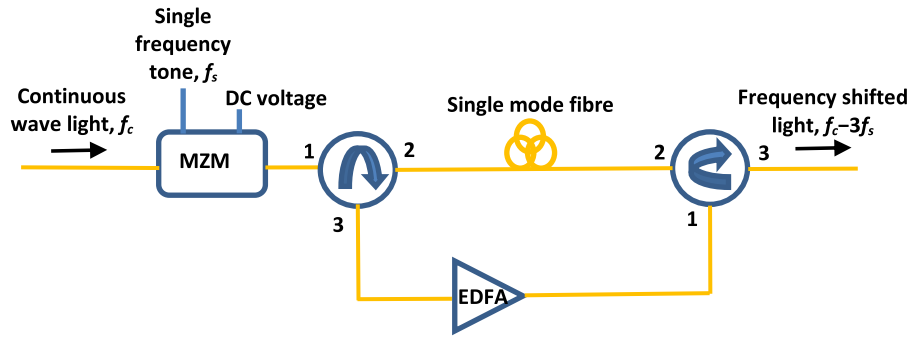 Single
frequency
tone, fs
DC voltage
Continuous
wave light, fc
MZM
1
2
3
Single mode fibre
2
3
1
Frequency shifted
light, fc−3fs
EDFA